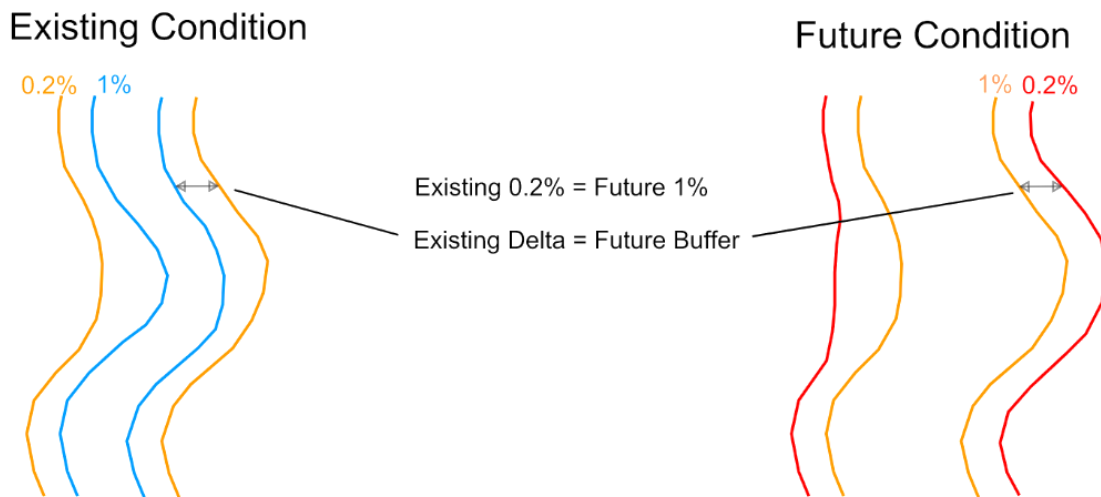 Existing Condition
Future Condition
0.2% 1%
1% 0.2%
Existing 0.2% = Future 1%
Existing Delta = Future Buffer